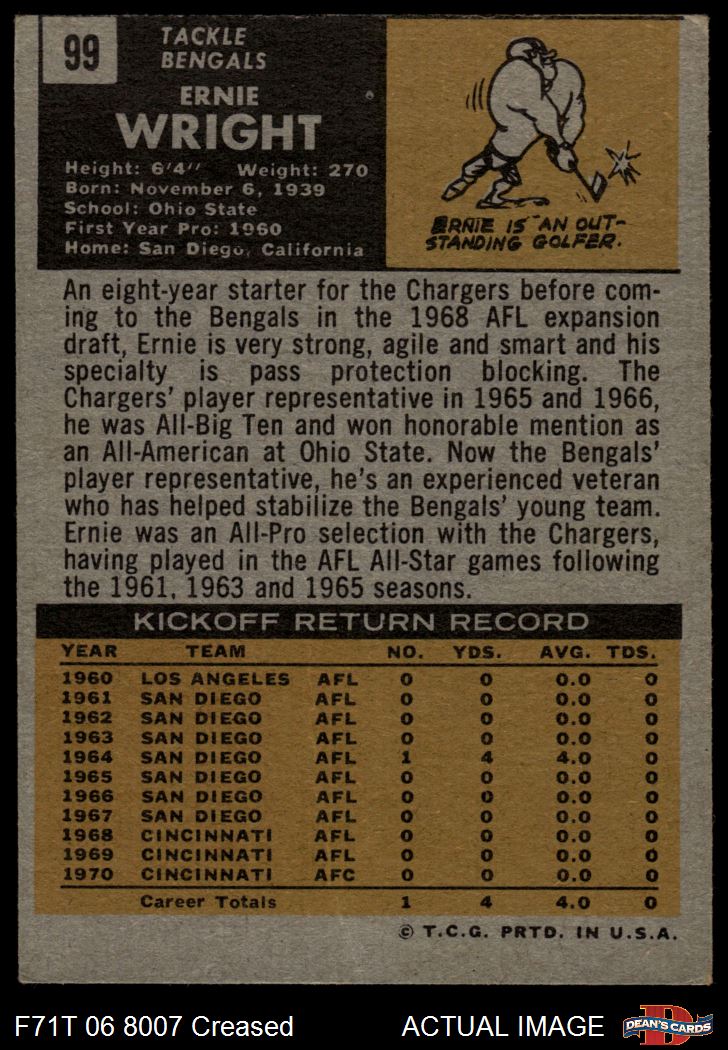 99
TACKLE
BENGALS
ERNIE
WRIGHT
Height: 6'4" Weight: 270
Born: November 6, 1939
School: Ohio State
First Year Pro: 1960
Home: San Diego, California
ERNIE IS AN OUT-
STANDING GOLFER.
An eight-year starter for the Chargers before com-
ing to the Bengals in the 1968 AFL expansion
draft, Ernie is very strong, agile and smart and his
specialty is pass protection blocking. The
Chargers' player representative in 1965 and 1966,
he was All-Big Ten and won honorable mention as
an All-American at Ohio State. Now the Bengals'
player representative, he's an experienced veteran
who has helped stabilize the Bengals' young team.
Ernie was an All-Pro selection with the Chargers,
having played in the AFL All-Star games following
the 1961, 1963 and 1965 seasons.
KICKOFF RETURN RECORD
YEAR TEAM NO. YDS. AVG. TDS.
1960 LOS ANGELES AFL 0 0 0.0 0
1961 SAN DIEGO AFL 0 0 0.0 0
1962 SAN DIEGO AFL 0 0 0.0 0
1963 SAN DIEGO AFL 0 0 0.0 0
1964 SAN DIEGO AFL 1 4 4.0 0
1965 SAN DIEGO AFL 0 0 0.0 0
1966 SAN DIEGO AFL 0 0 0.0 0
1967 SAN DIEGO AFL 0 0 0.0 0
1968 CINCINNATI AFL 0 0 0.0 0
1969 CINCINNATI AFL 0 0 0.0 0
1970 CINCINNATI AFC 0 0 0.0 0
Career Totals 1 4 4.0 0
© T.C.G. PRTD. IN U.S.A.
F71T 06 8007 Creased ACTUAL IMAGE
D
DEAN'S CARDS